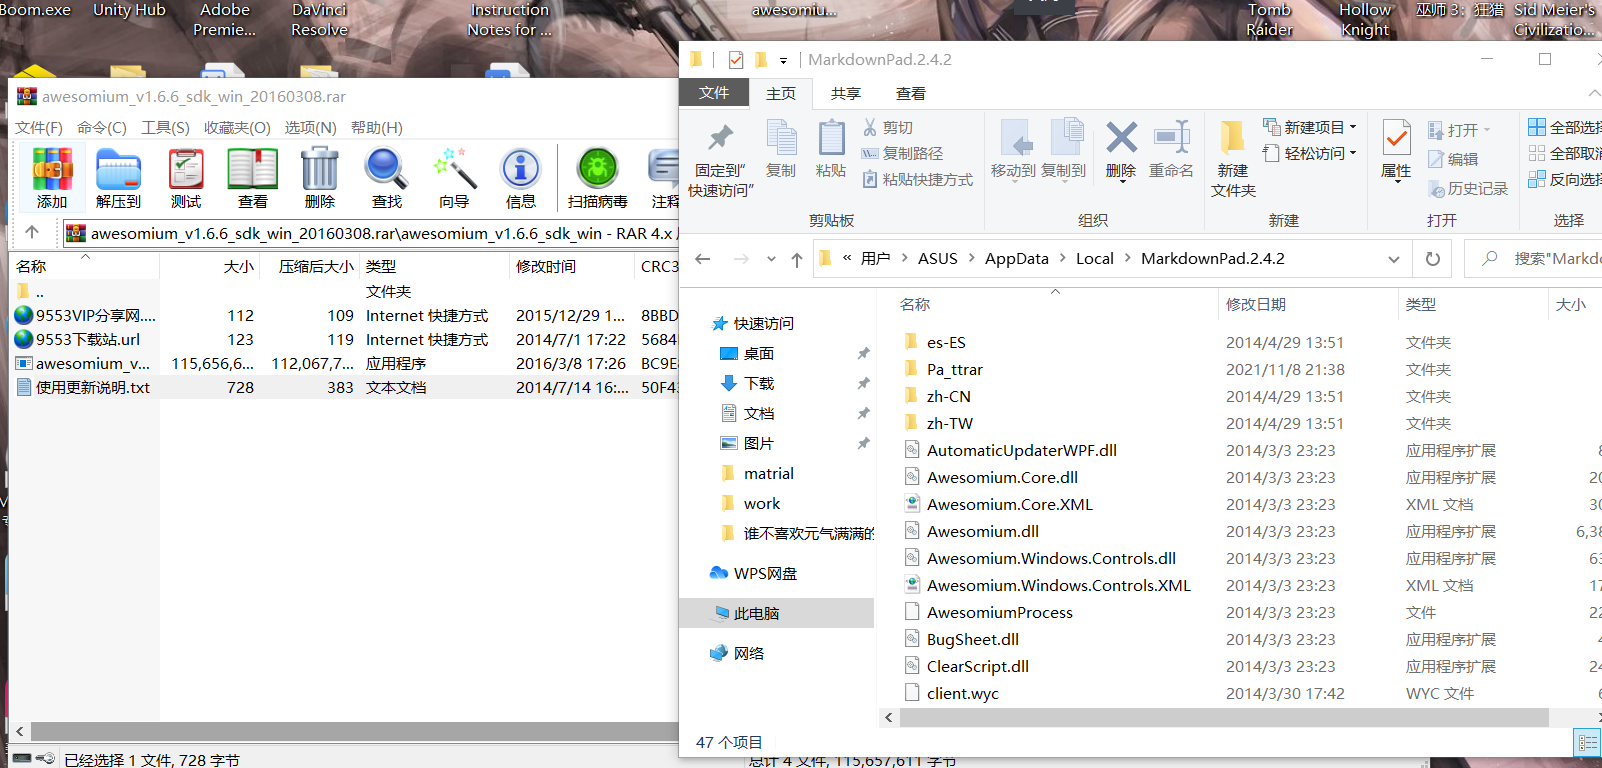 Boom.exe
Unity Hub
Adobe Premie...
DaVinci Resolve
Instruction Notes for ...
awesomiu...
Tomb Raider
Hollow Knight
巫师 3：狂猎
Sid Meier's Civilizatio...
awesomium_v1.6.6_sdk_win_20160308.rar
文件(F) 命令(C) 工具(S) 收藏夹(O) 选项(N) 帮助(H)
添加 解压到 测试 查看 删除 查找 向导 信息 扫描病毒 注释
awesomium_v1.6.6_sdk_win_20160308.rar\awesomium_v1.6.6_sdk_win - RAR 4.x
名称 大小 压缩后大小 类型 修改时间 CRC3
.. 文件夹
9553VIP分享网.... 112 109 Internet 快捷方式 2015/12/29 1... 8BBD
9553下载站.url 123 119 Internet 快捷方式 2014/7/1 17:22 5684
awesomium_v... 115,656,6... 112,067,7... 应用程序 2016/3/8 17:26 BC9E
使用更新说明.txt 728 383 文本文档 2014/7/14 16:... 50F43
已经选择 1 文件, 728 字节
总计 4 文件, 115,657,611 字节
MarkdownPad.2.4.2
文件 主页 共享 查看
固定到"快速访问"
复制
粘贴
剪切
复制路径
粘贴快捷方式
剪贴板
移动到 复制到 删除 重命名
组织
新建文件夹
新建项目
轻松访问
新建
属性
打开
编辑
历史记录
打开
全部选择
全部取消
反向选择
选择
« 用户 › ASUS › AppData › Local › MarkdownPad.2.4.2
搜索"Markdo
快速访问
桌面
下载
文档
图片
matrial
work
谁不喜欢元气满满的
WPS网盘
此电脑
网络
名称 修改日期 类型 大小
es-ES 2014/4/29 13:51 文件夹
Pa_ttrar 2021/11/8 21:38 文件夹
zh-CN 2014/4/29 13:51 文件夹
zh-TW 2014/4/29 13:51 文件夹
AutomaticUpdaterWPF.dll 2014/3/3 23:23 应用程序扩展
Awesomium.Core.dll 2014/3/3 23:23 应用程序扩展 20
Awesomium.Core.XML 2014/3/3 23:23 XML 文档 30
Awesomium.dll 2014/3/3 23:23 应用程序扩展 6,38
Awesomium.Windows.Controls.dll 2014/3/3 23:23 应用程序扩展 63
Awesomium.Windows.Controls.XML 2014/3/3 23:23 XML 文档 17
AwesomiumProcess 2014/3/3 23:23 文件 22
BugSheet.dll 2014/3/3 23:23 应用程序扩展 4
ClearScript.dll 2014/3/3 23:23 应用程序扩展 24
client.wyc 2014/3/30 17:42 WYC 文件
47 个项目